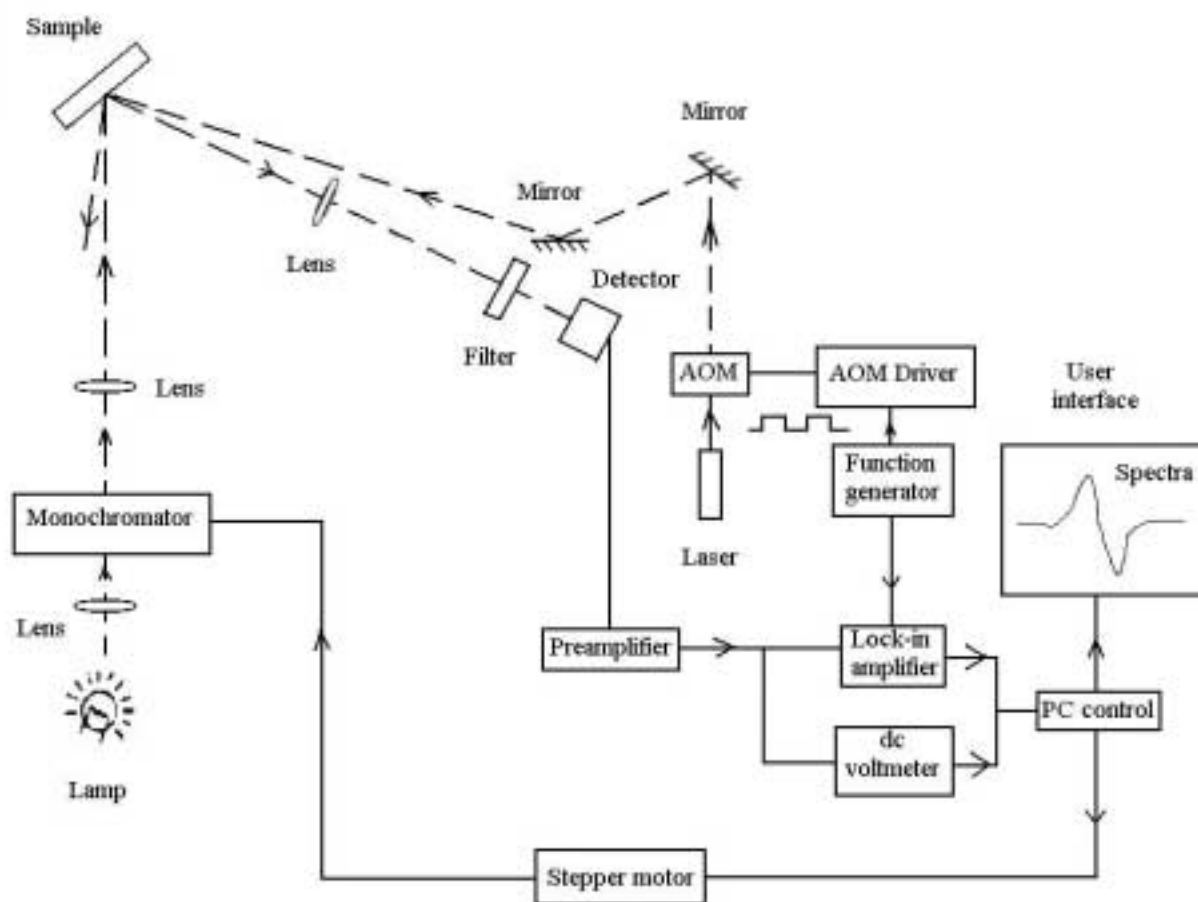 Sample
Mirror
Mirror
Lens
Detector
Filter
Lens
AOM
AOM Driver
User
interface
Function
generator
Spectra
Monochromator
Laser
Lens
Preamplifier
Lock-in
amplifier
PC control
dc
voltmeter
Lamp
Stepper motor